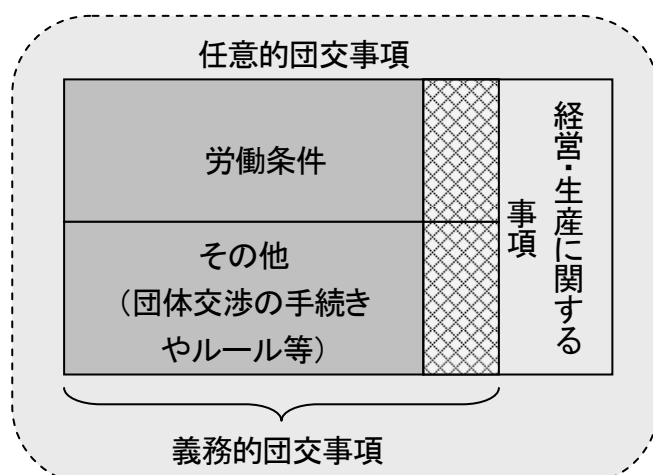 任意的団交事項
労働条件
その他
（団体交渉の手続き
やルール等）
経営・生産に関する
事項
義務的団交事項